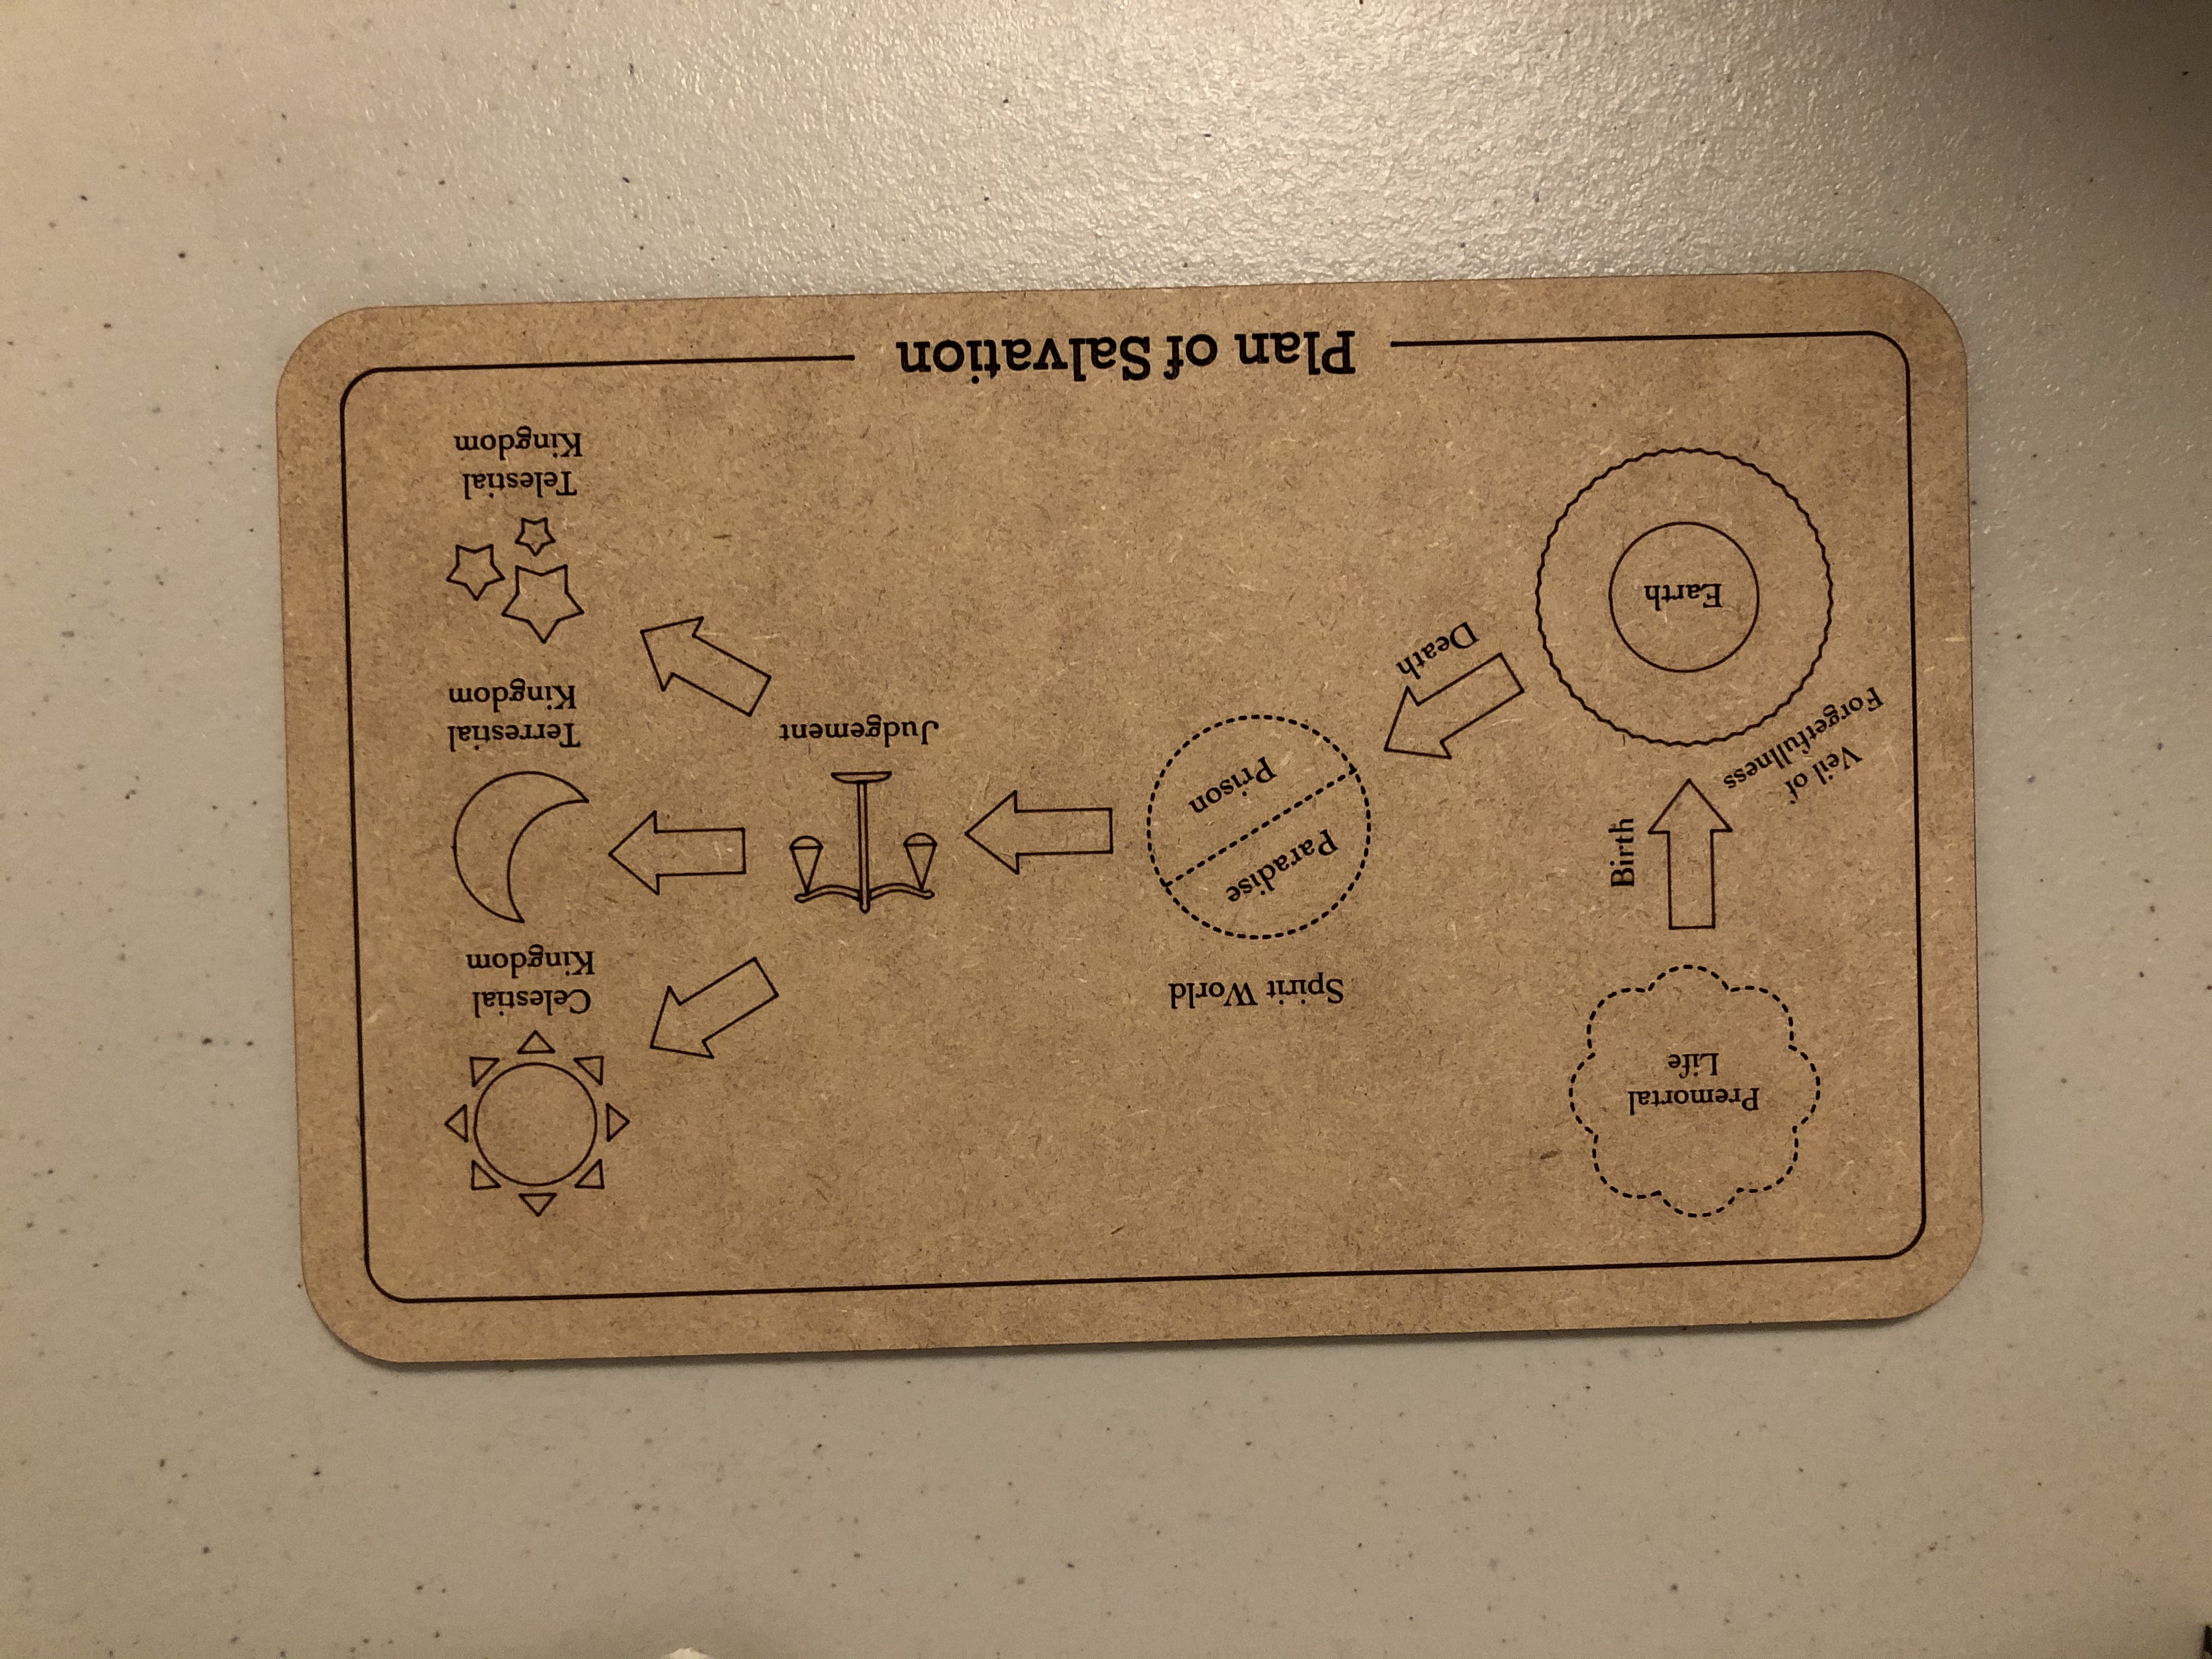 Premortal
Life
Birth
Veil of
Forgetfullness
Earth
Death
Spirit World
Paradise
Prison
Judgement
Celestial
Kingdom
Terrestial
Kingdom
Telestial
Kingdom
Plan of Salvation